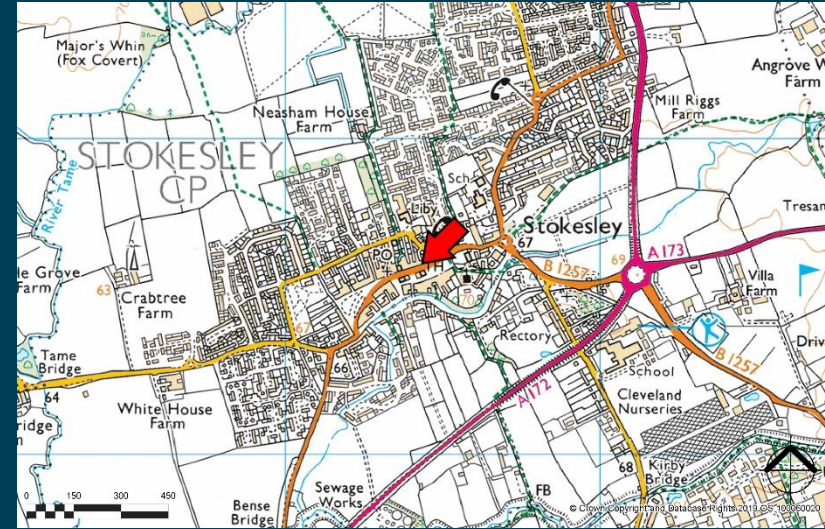 Major's Whin
(Fox Covert)
Angrove W
Farm
Neasham House
Farm
Mill Riggs
Farm
STOKESLEY
CP
River Tame
Sch
Liby
Stokesley
67
Tresan
PO
TH
A173
B 1257
69
le Grove
Farm
63
Crabtree
Farm
70
Villa
Farm
67
Rectory
Tame
Bridge
66
School
Driv
B 1257
64
A172
Cleveland
Nurseries
ridge
White House
Farm
68
Kirby
Bridge
0 150 300 450
Sewage
Works
FB
Bense
Bridge
© Crown Copyright and Database Rights 2019 OS 100060020